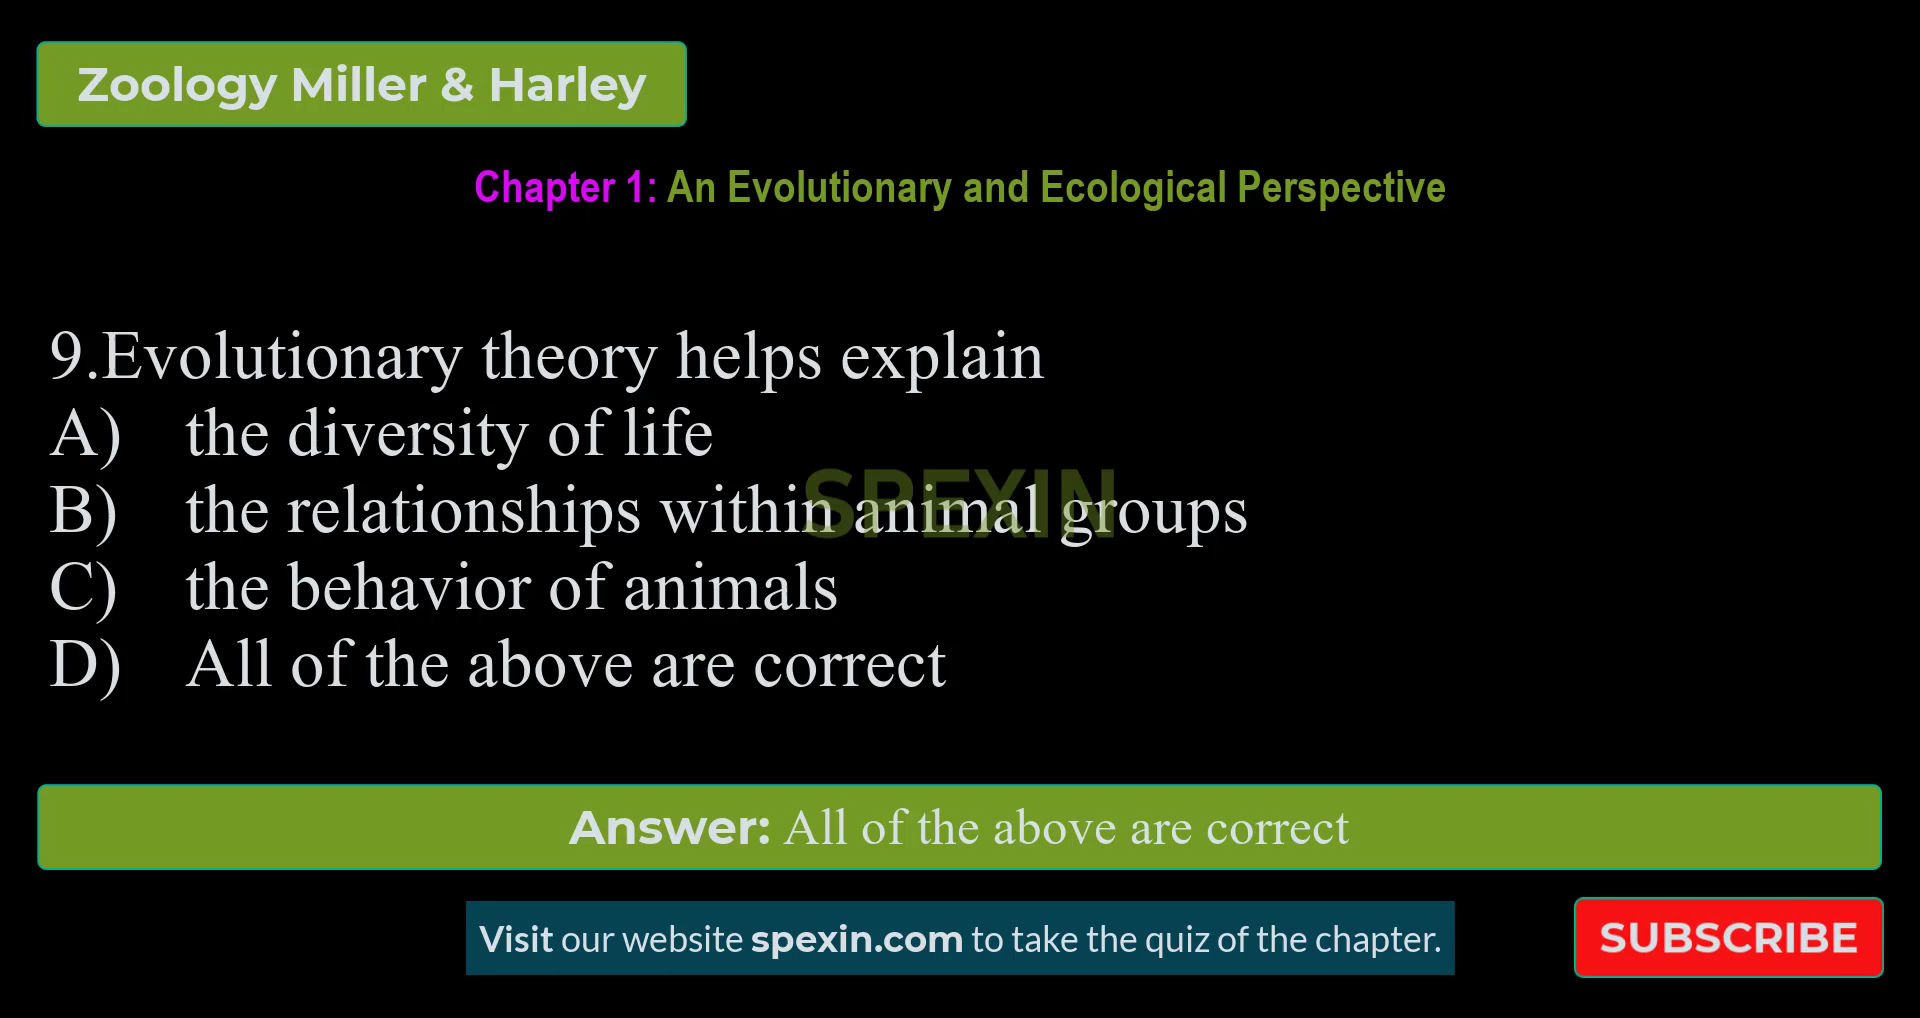 Zoology Miller & Harley
Chapter 1: An Evolutionary and Ecological Perspective
9.Evolutionary theory helps explain
A) the diversity of life
B) the relationships within animal groups
C) the behavior of animals
D) All of the above are correct
SPEXIN
Answer: All of the above are correct
Visit our website spexin.com to take the quiz of the chapter.
SUBSCRIBE